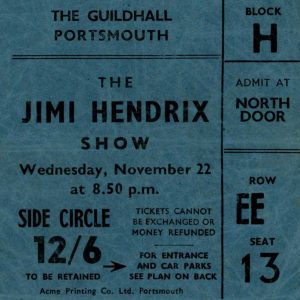 THE GUILDHALL
PORTSMOUTH
THE
JIMI HENDRIX
SHOW
Wednesday, November 22
at 8.50 p.m.
SIDE CIRCLE
12/6
TO BE RETAINED
TICKETS CANNOT
BE EXCHANGED OR
MONEY REFUNDED
FOR ENTRANCE
AND CAR PARKS
SEE PLAN ON BACK
Acme Printing Co. Ltd. Portsmouth
BLOCK
H
ADMIT AT
NORTH
DOOR
ROW
EE
SEAT
13